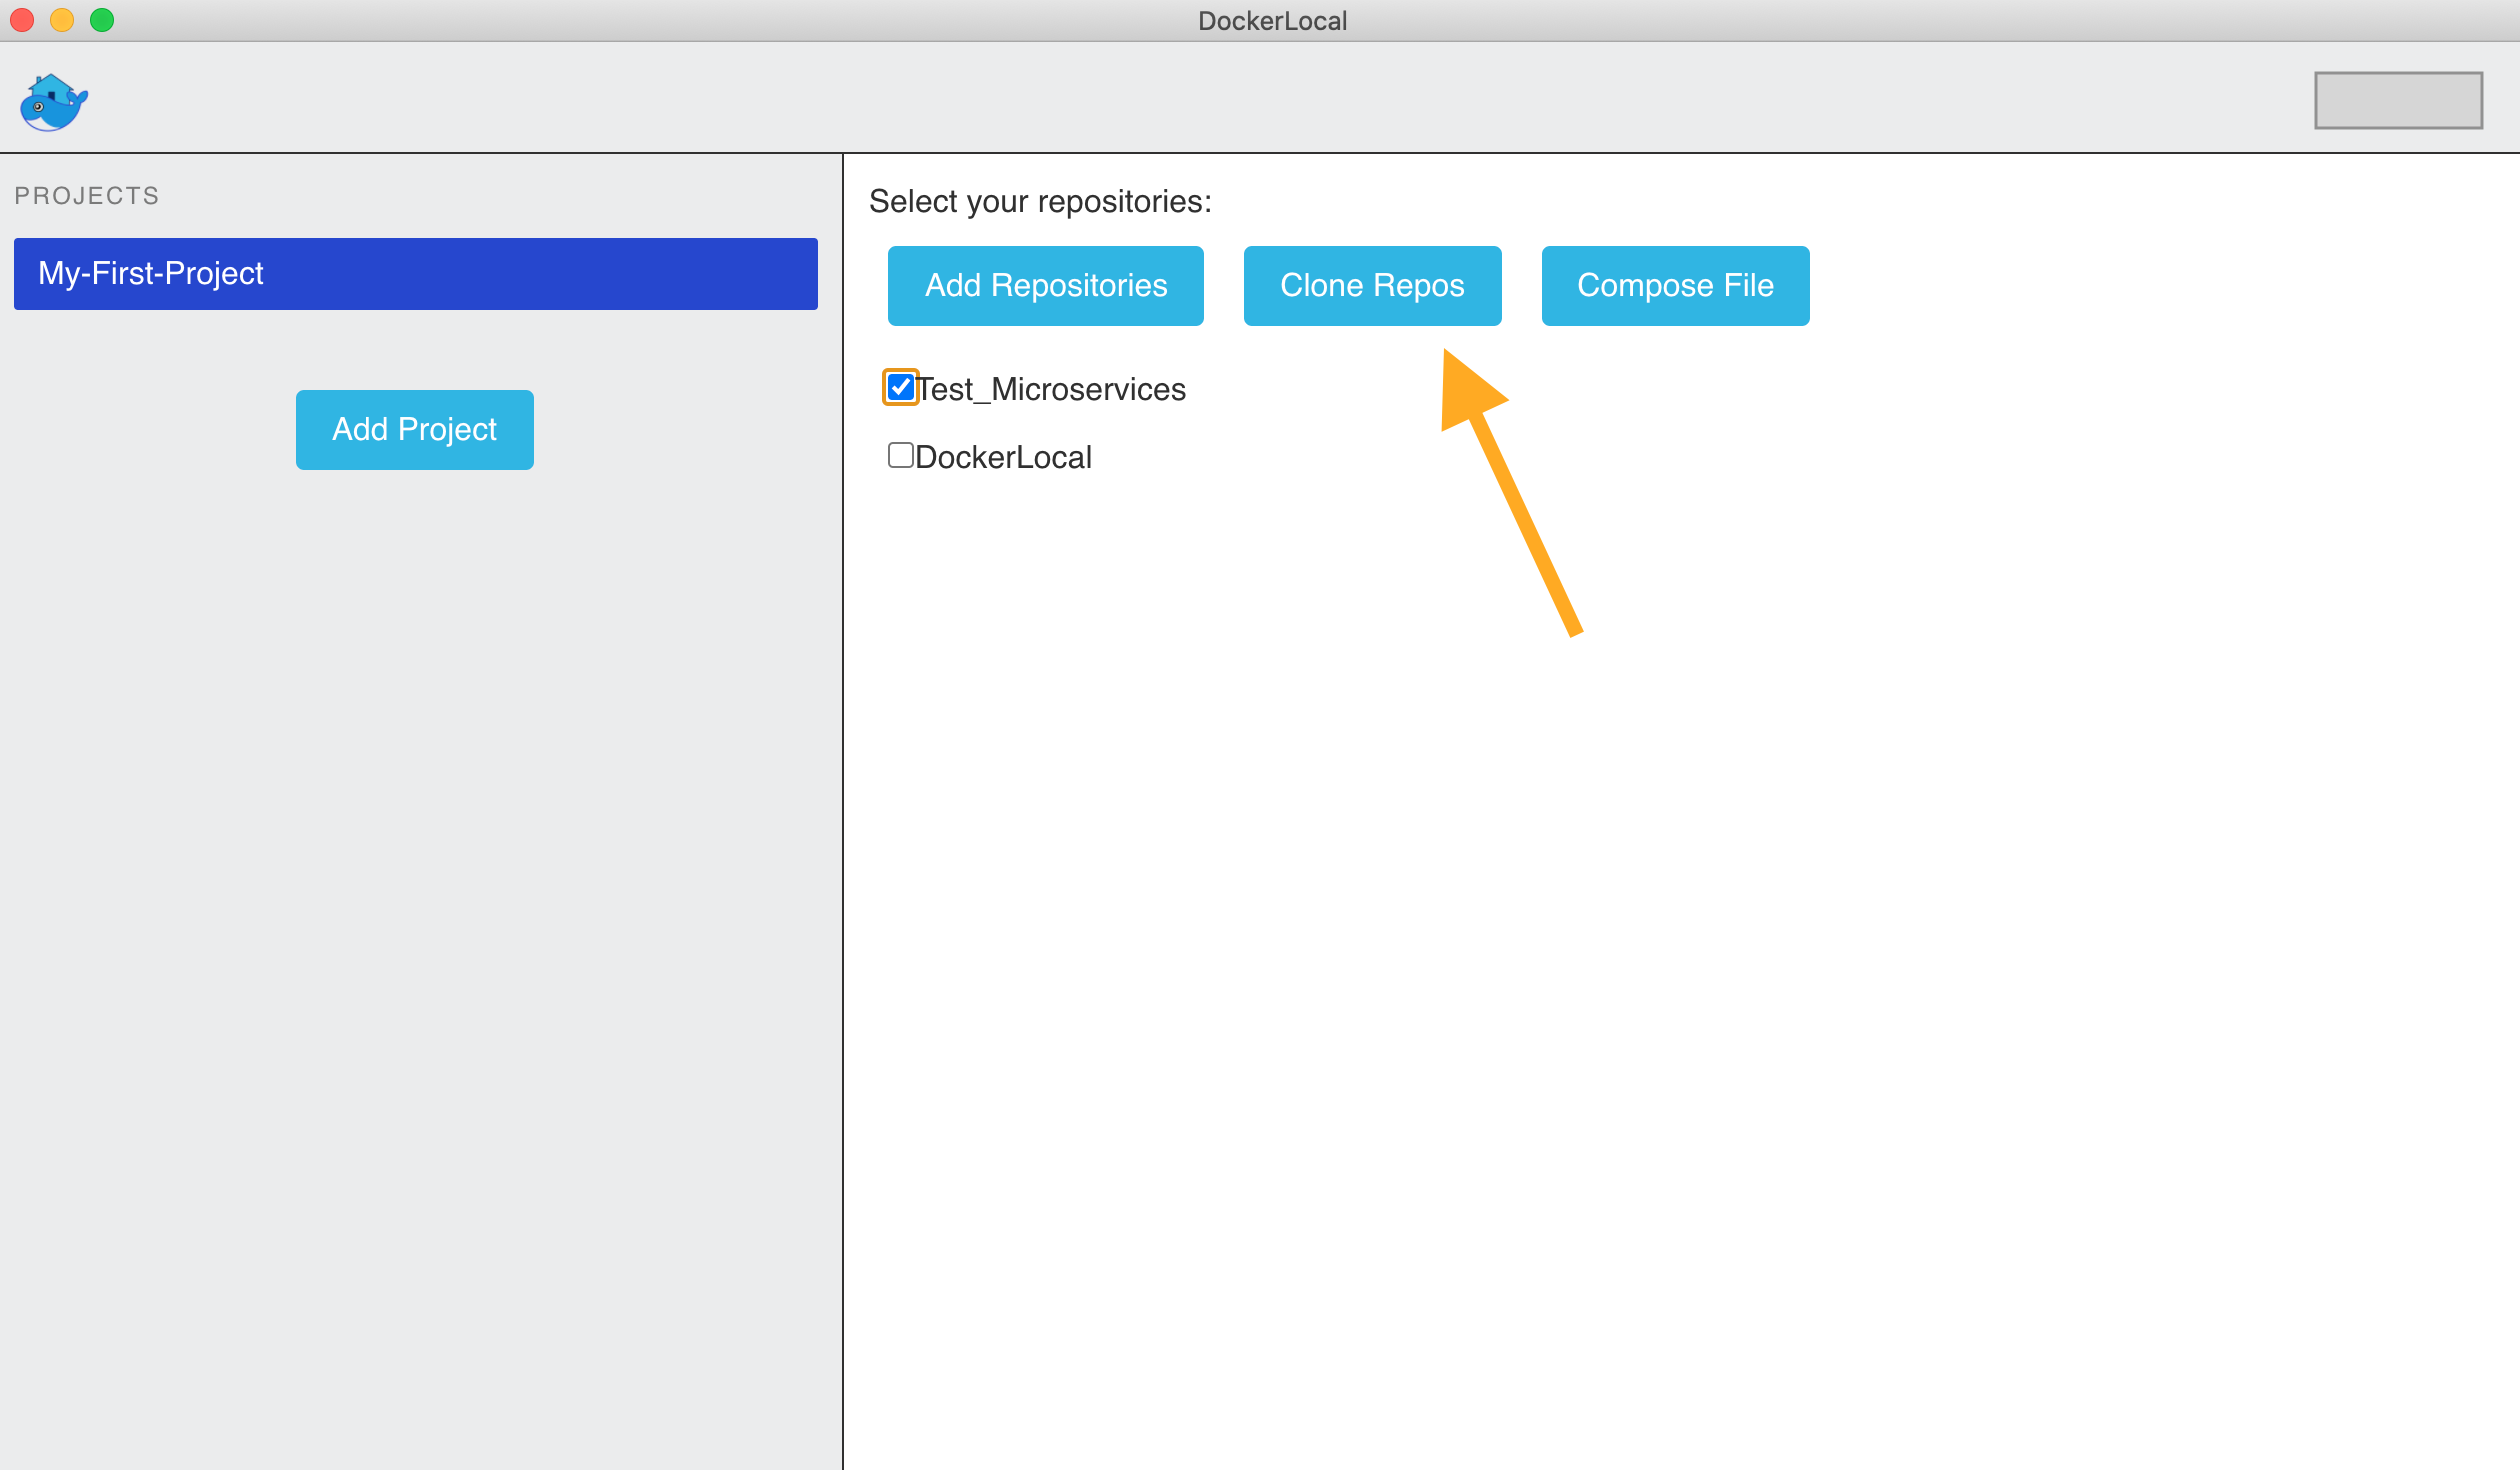 DockerLocal
PROJECTS
My-First-Project
Add Project
Select your repositories:
Add Repositories
Clone Repos
Compose File
Test_Microservices
DockerLocal